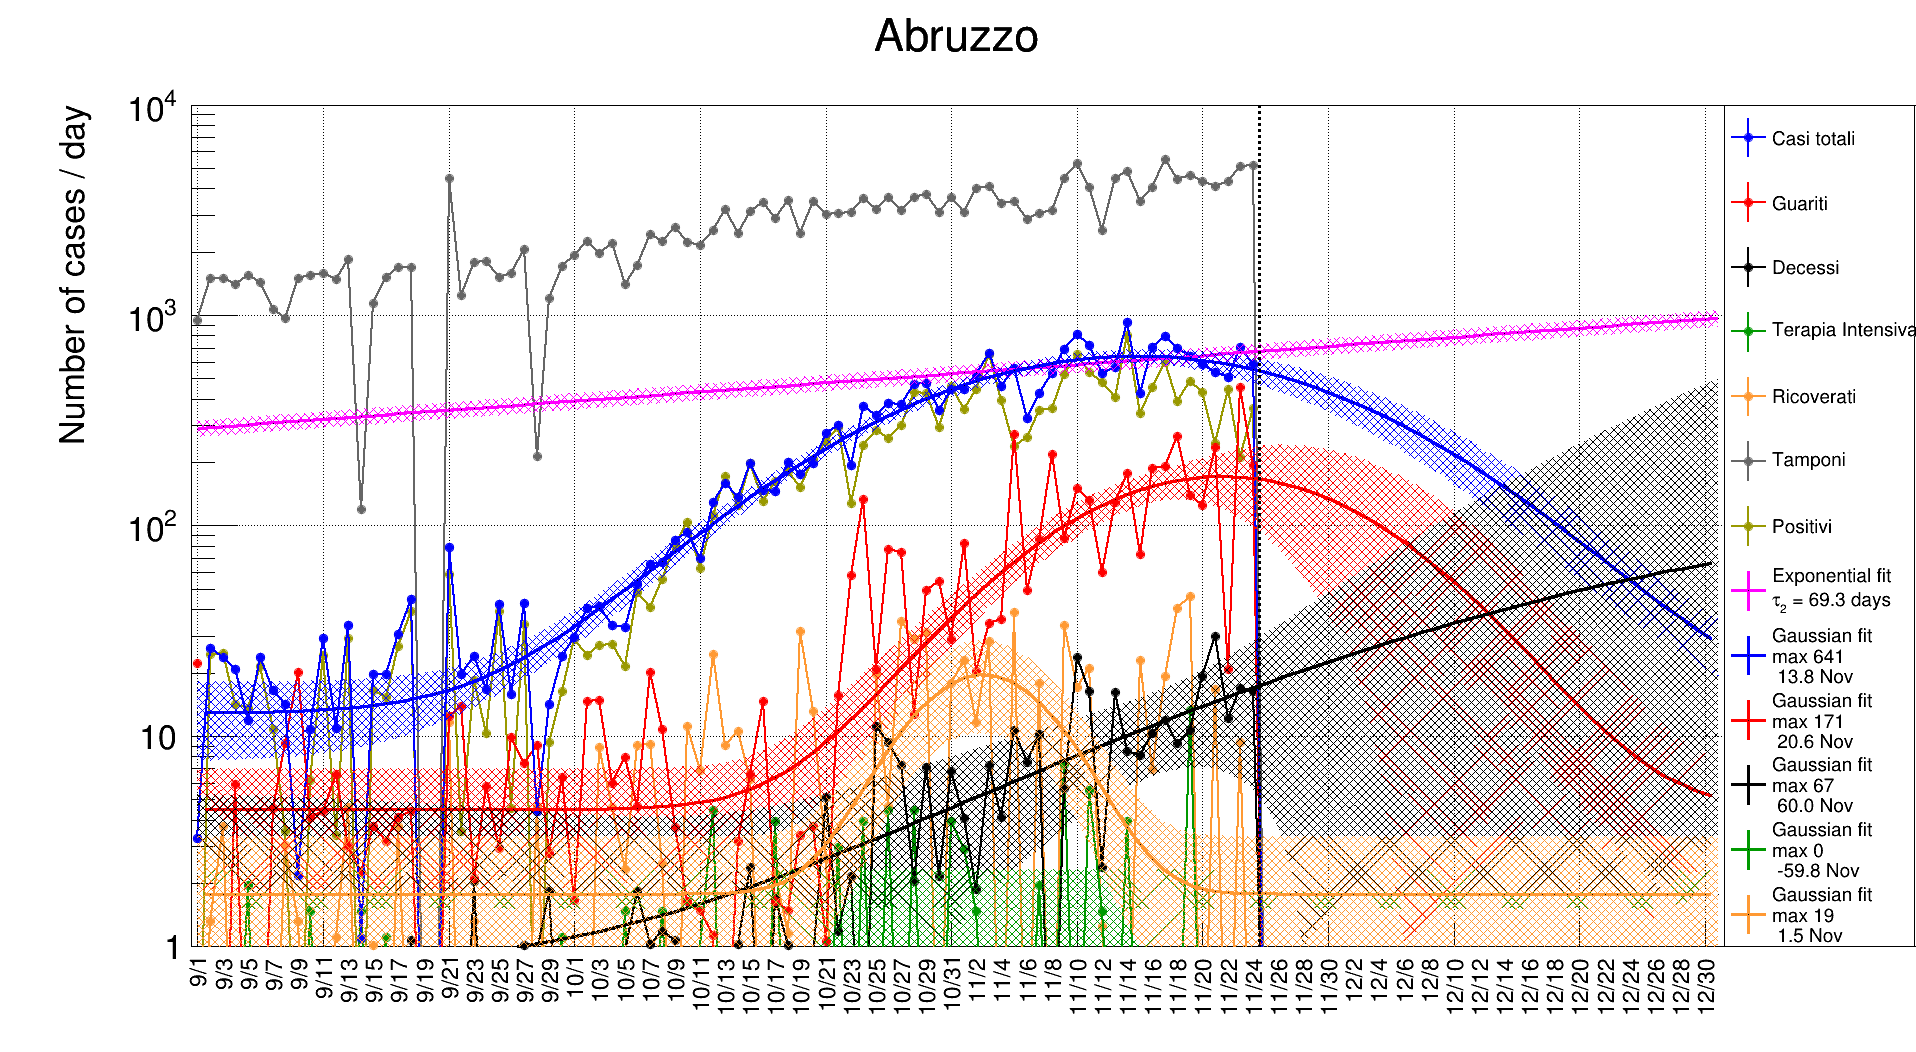 Abruzzo
Number of cases / day
10⁴
10³
10²
10
1
9/1
9/3
9/5
9/7
9/9
9/11
9/13
9/15
9/17
9/19
9/21
9/23
9/25
9/27
9/29
10/1
10/3
10/5
10/7
10/9
10/11
10/13
10/15
10/17
10/19
10/21
10/23
10/25
10/27
10/29
10/31
11/2
11/4
11/6
11/8
11/10
11/12
11/14
11/16
11/18
11/20
11/22
11/24
11/26
11/28
11/30
12/2
12/4
12/6
12/8
12/10
12/12
12/14
12/16
12/18
12/20
12/22
12/24
12/26
12/28
12/30
Casi totali
Guariti
Decessi
Terapia Intensiva
Ricoverati
Tamponi
Positivi
Exponential fit
τ₂ = 69.3 days
Gaussian fit
max 641
13.8 Nov
Gaussian fit
max 171
20.6 Nov
Gaussian fit
max 67
60.0 Nov
Gaussian fit
max 0
-59.8 Nov
Gaussian fit
max 19
1.5 Nov